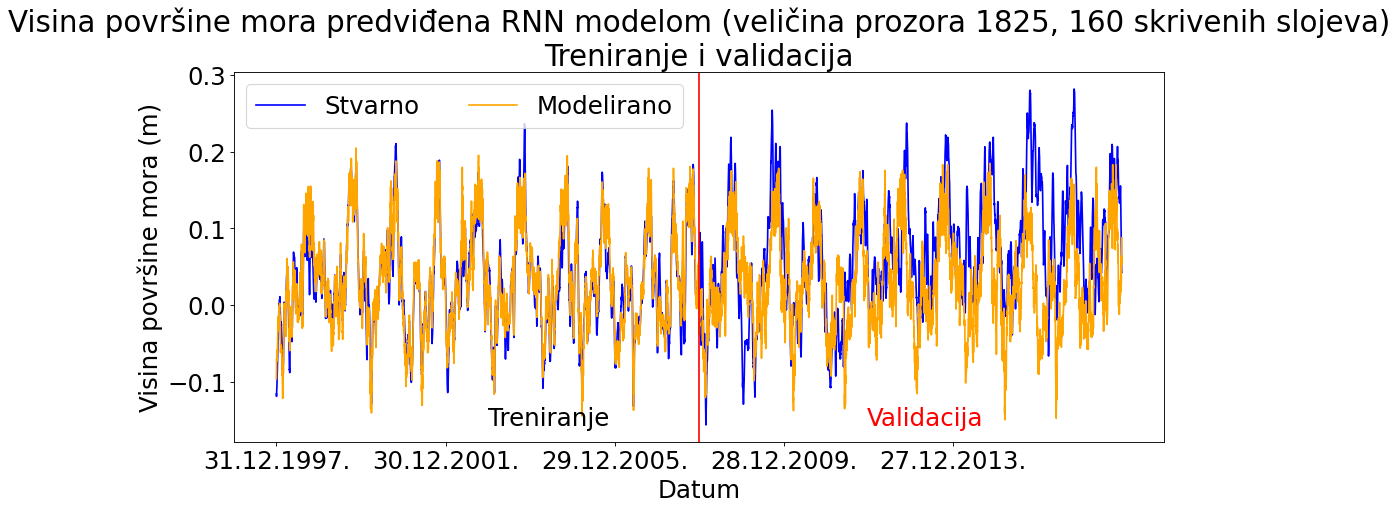 Visina površine mora predviđena RNN modelom (veličina prozora 1825, 160 skrivenih slojeva)
Treniranje i validacija
Stvarno
Modelirano
Visina površine mora (m)
0.3
0.2
0.1
0.0
−0.1
Treniranje
Validacija
31.12.1997.
30.12.2001.
29.12.2005.
28.12.2009.
27.12.2013.
Datum